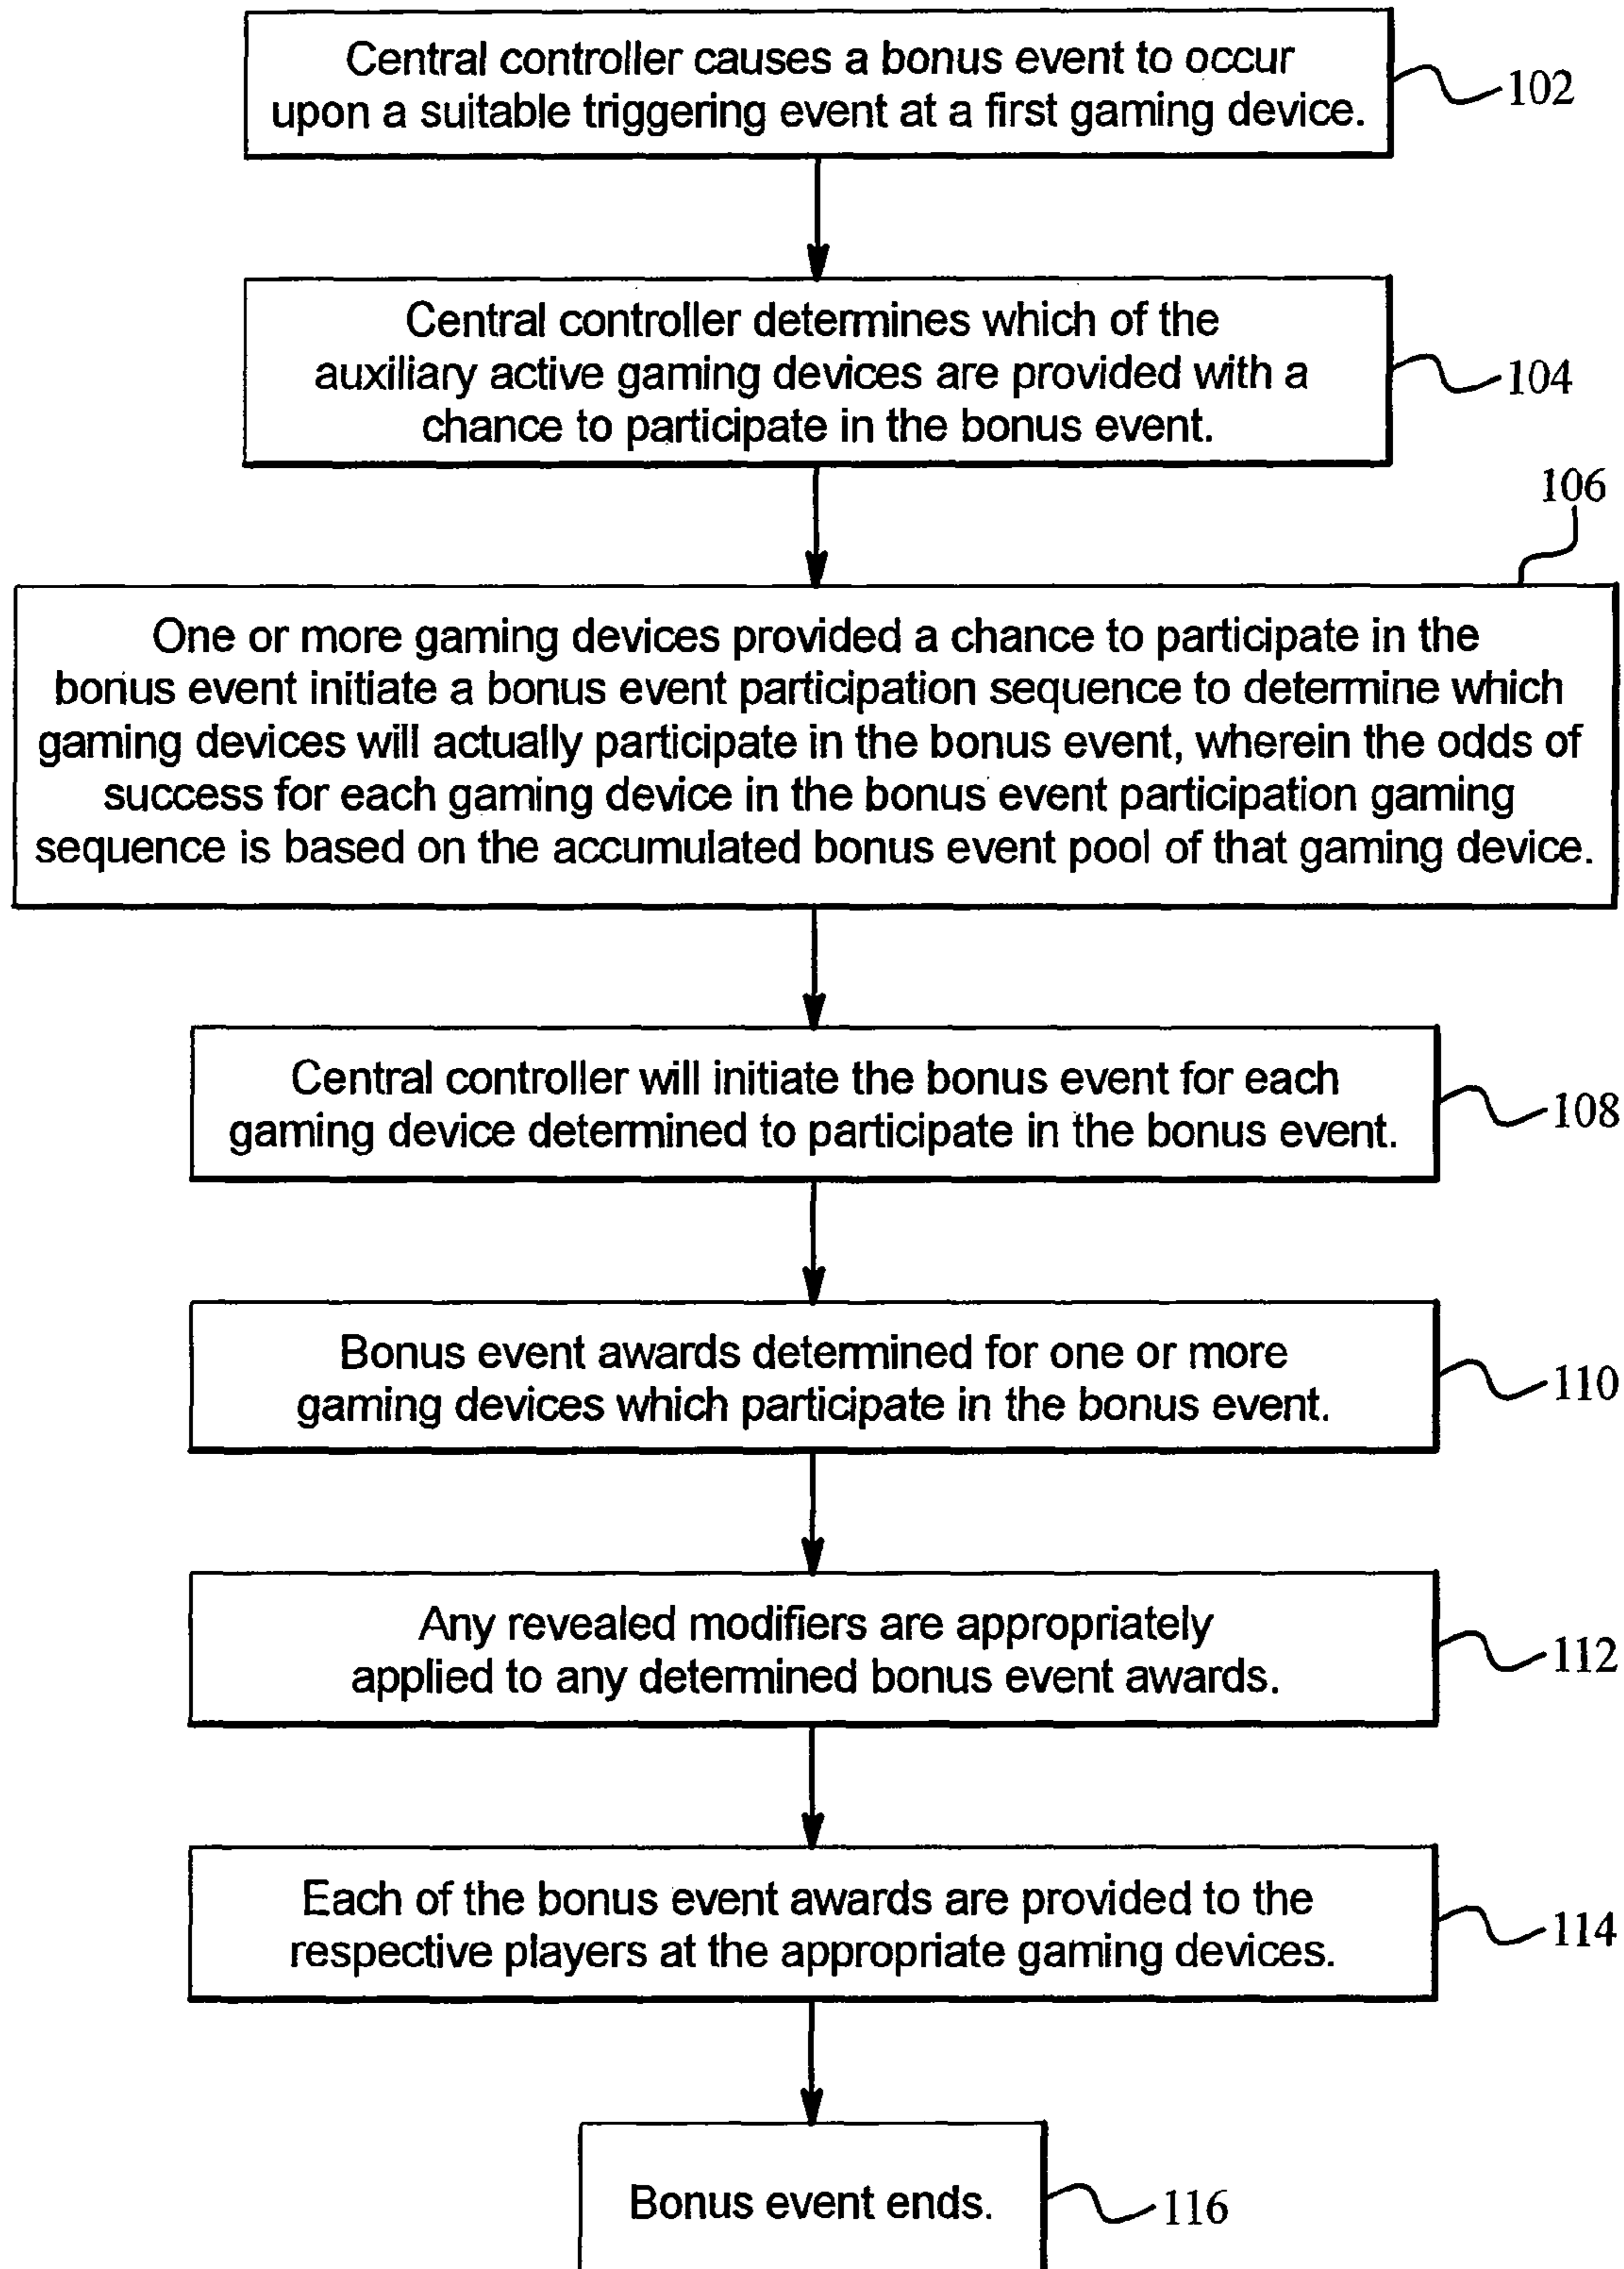 Central controller causes a bonus event to occur
upon a suitable triggering event at a first gaming device.
102
Central controller determines which of the
auxiliary active gaming devices are provided with a
chance to participate in the bonus event.
104
106
One or more gaming devices provided a chance to participate in the
bonus event initiate a bonus event participation sequence to determine which
gaming devices will actually participate in the bonus event, wherein the odds of
success for each gaming device in the bonus event participation gaming
sequence is based on the accumulated bonus event pool of that gaming device.
Central controller will initiate the bonus event for each
gaming device determined to participate in the bonus event.
108
Bonus event awards determined for one or more
gaming devices which participate in the bonus event.
110
Any revealed modifiers are appropriately
applied to any determined bonus event awards.
112
Each of the bonus event awards are provided to the
respective players at the appropriate gaming devices.
114
Bonus event ends.
116